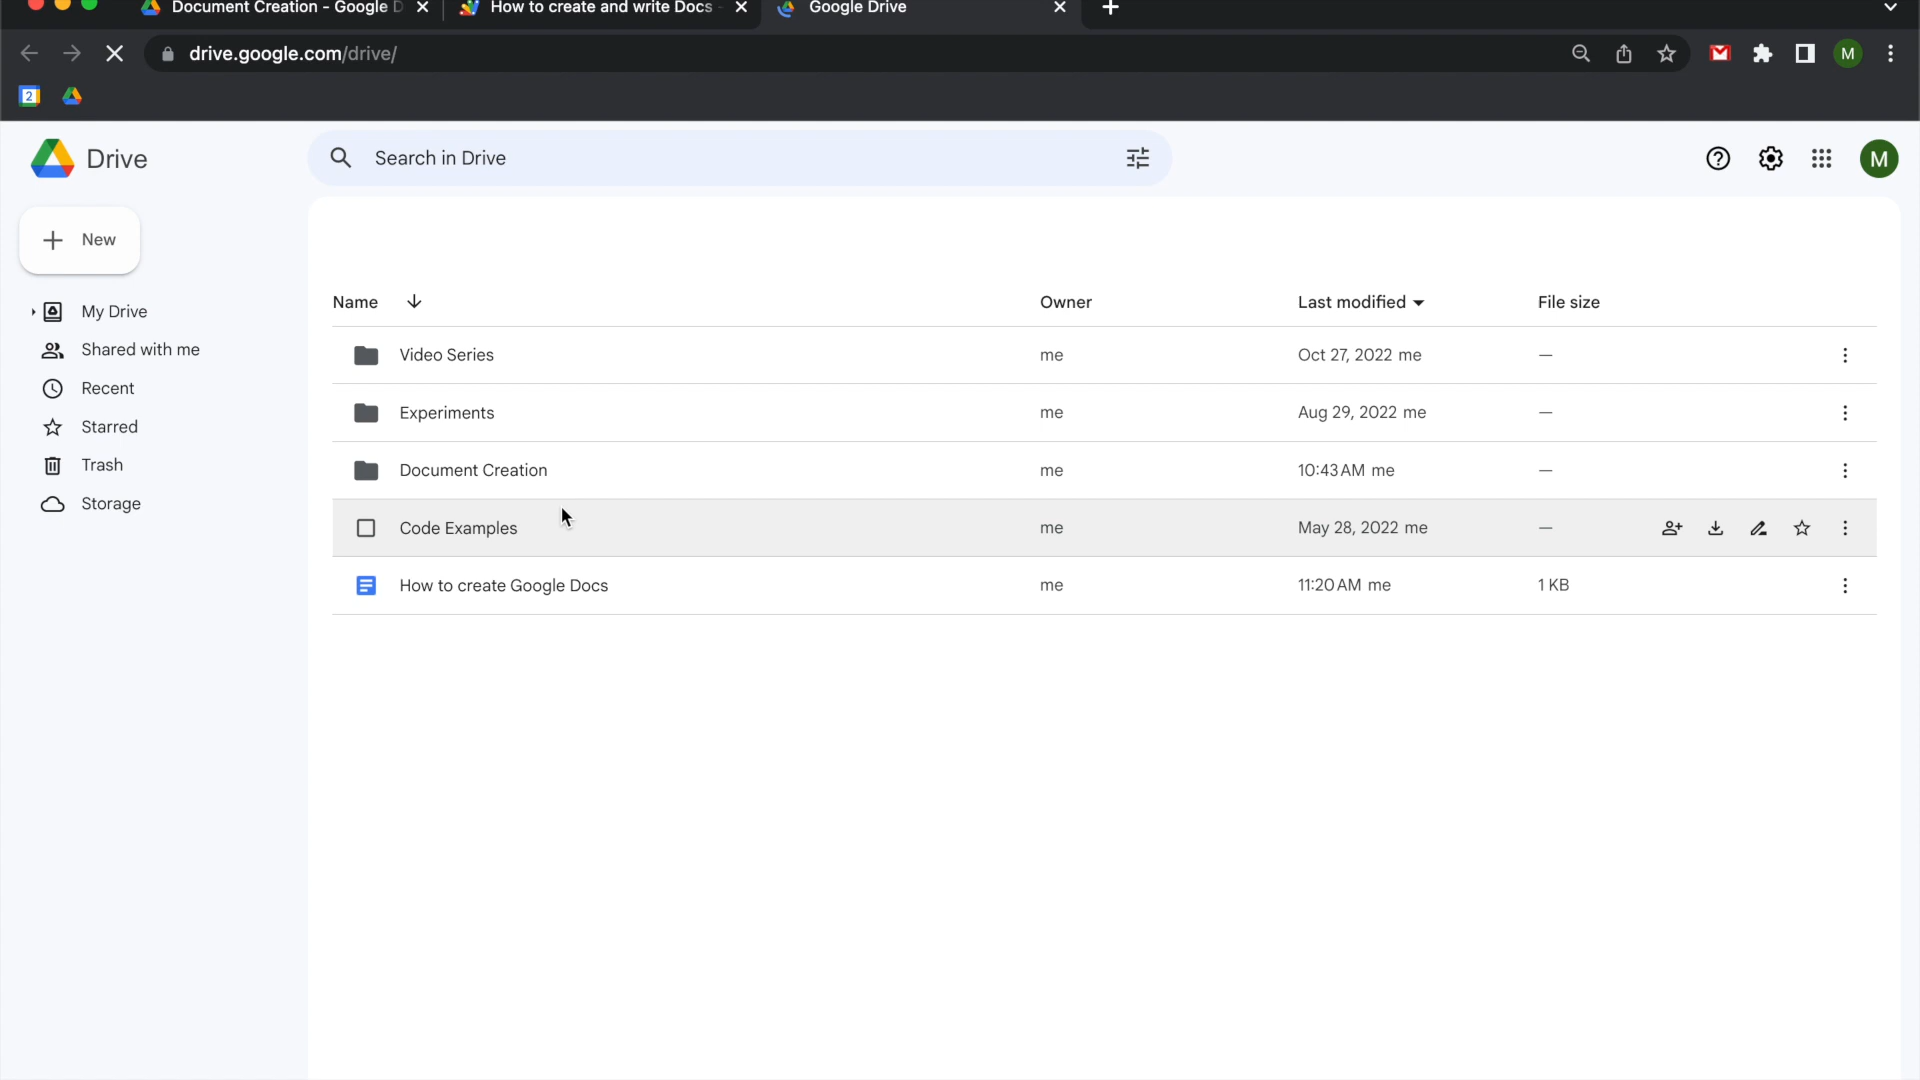 Document Creation - Google D
How to create and write Docs -
Google Drive
drive.google.com/drive/
M
2
Drive
Search in Drive
M
New
My Drive
Shared with me
Recent
Starred
Trash
Storage
Name Owner Last modified File size
Video Series me Oct 27, 2022 me —
Experiments me Aug 29, 2022 me —
Document Creation me 10:43 AM me —
Code Examples me May 28, 2022 me —
How to create Google Docs me 11:20 AM me 1 KB